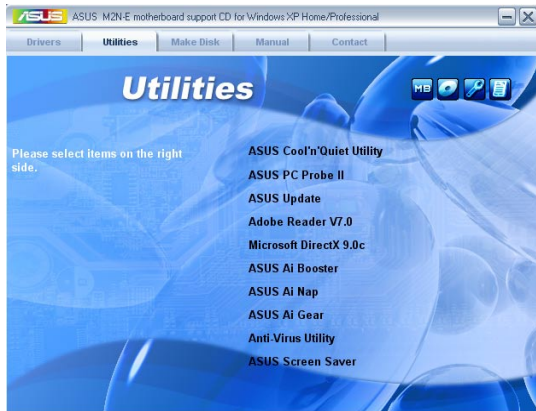 ASUS ASUS M2N-E motherboard support CD for Windows XP Home/Professional
Drivers Utilities Make Disk Manual Contact
Utilities
MB
Please select items on the right
side.
ASUS Cool'n'Quiet Utility
ASUS PC Probe II
ASUS Update
Adobe Reader V7.0
Microsoft DirectX 9.0c
ASUS Ai Booster
ASUS Ai Nap
ASUS Ai Gear
Anti-Virus Utility
ASUS Screen Saver